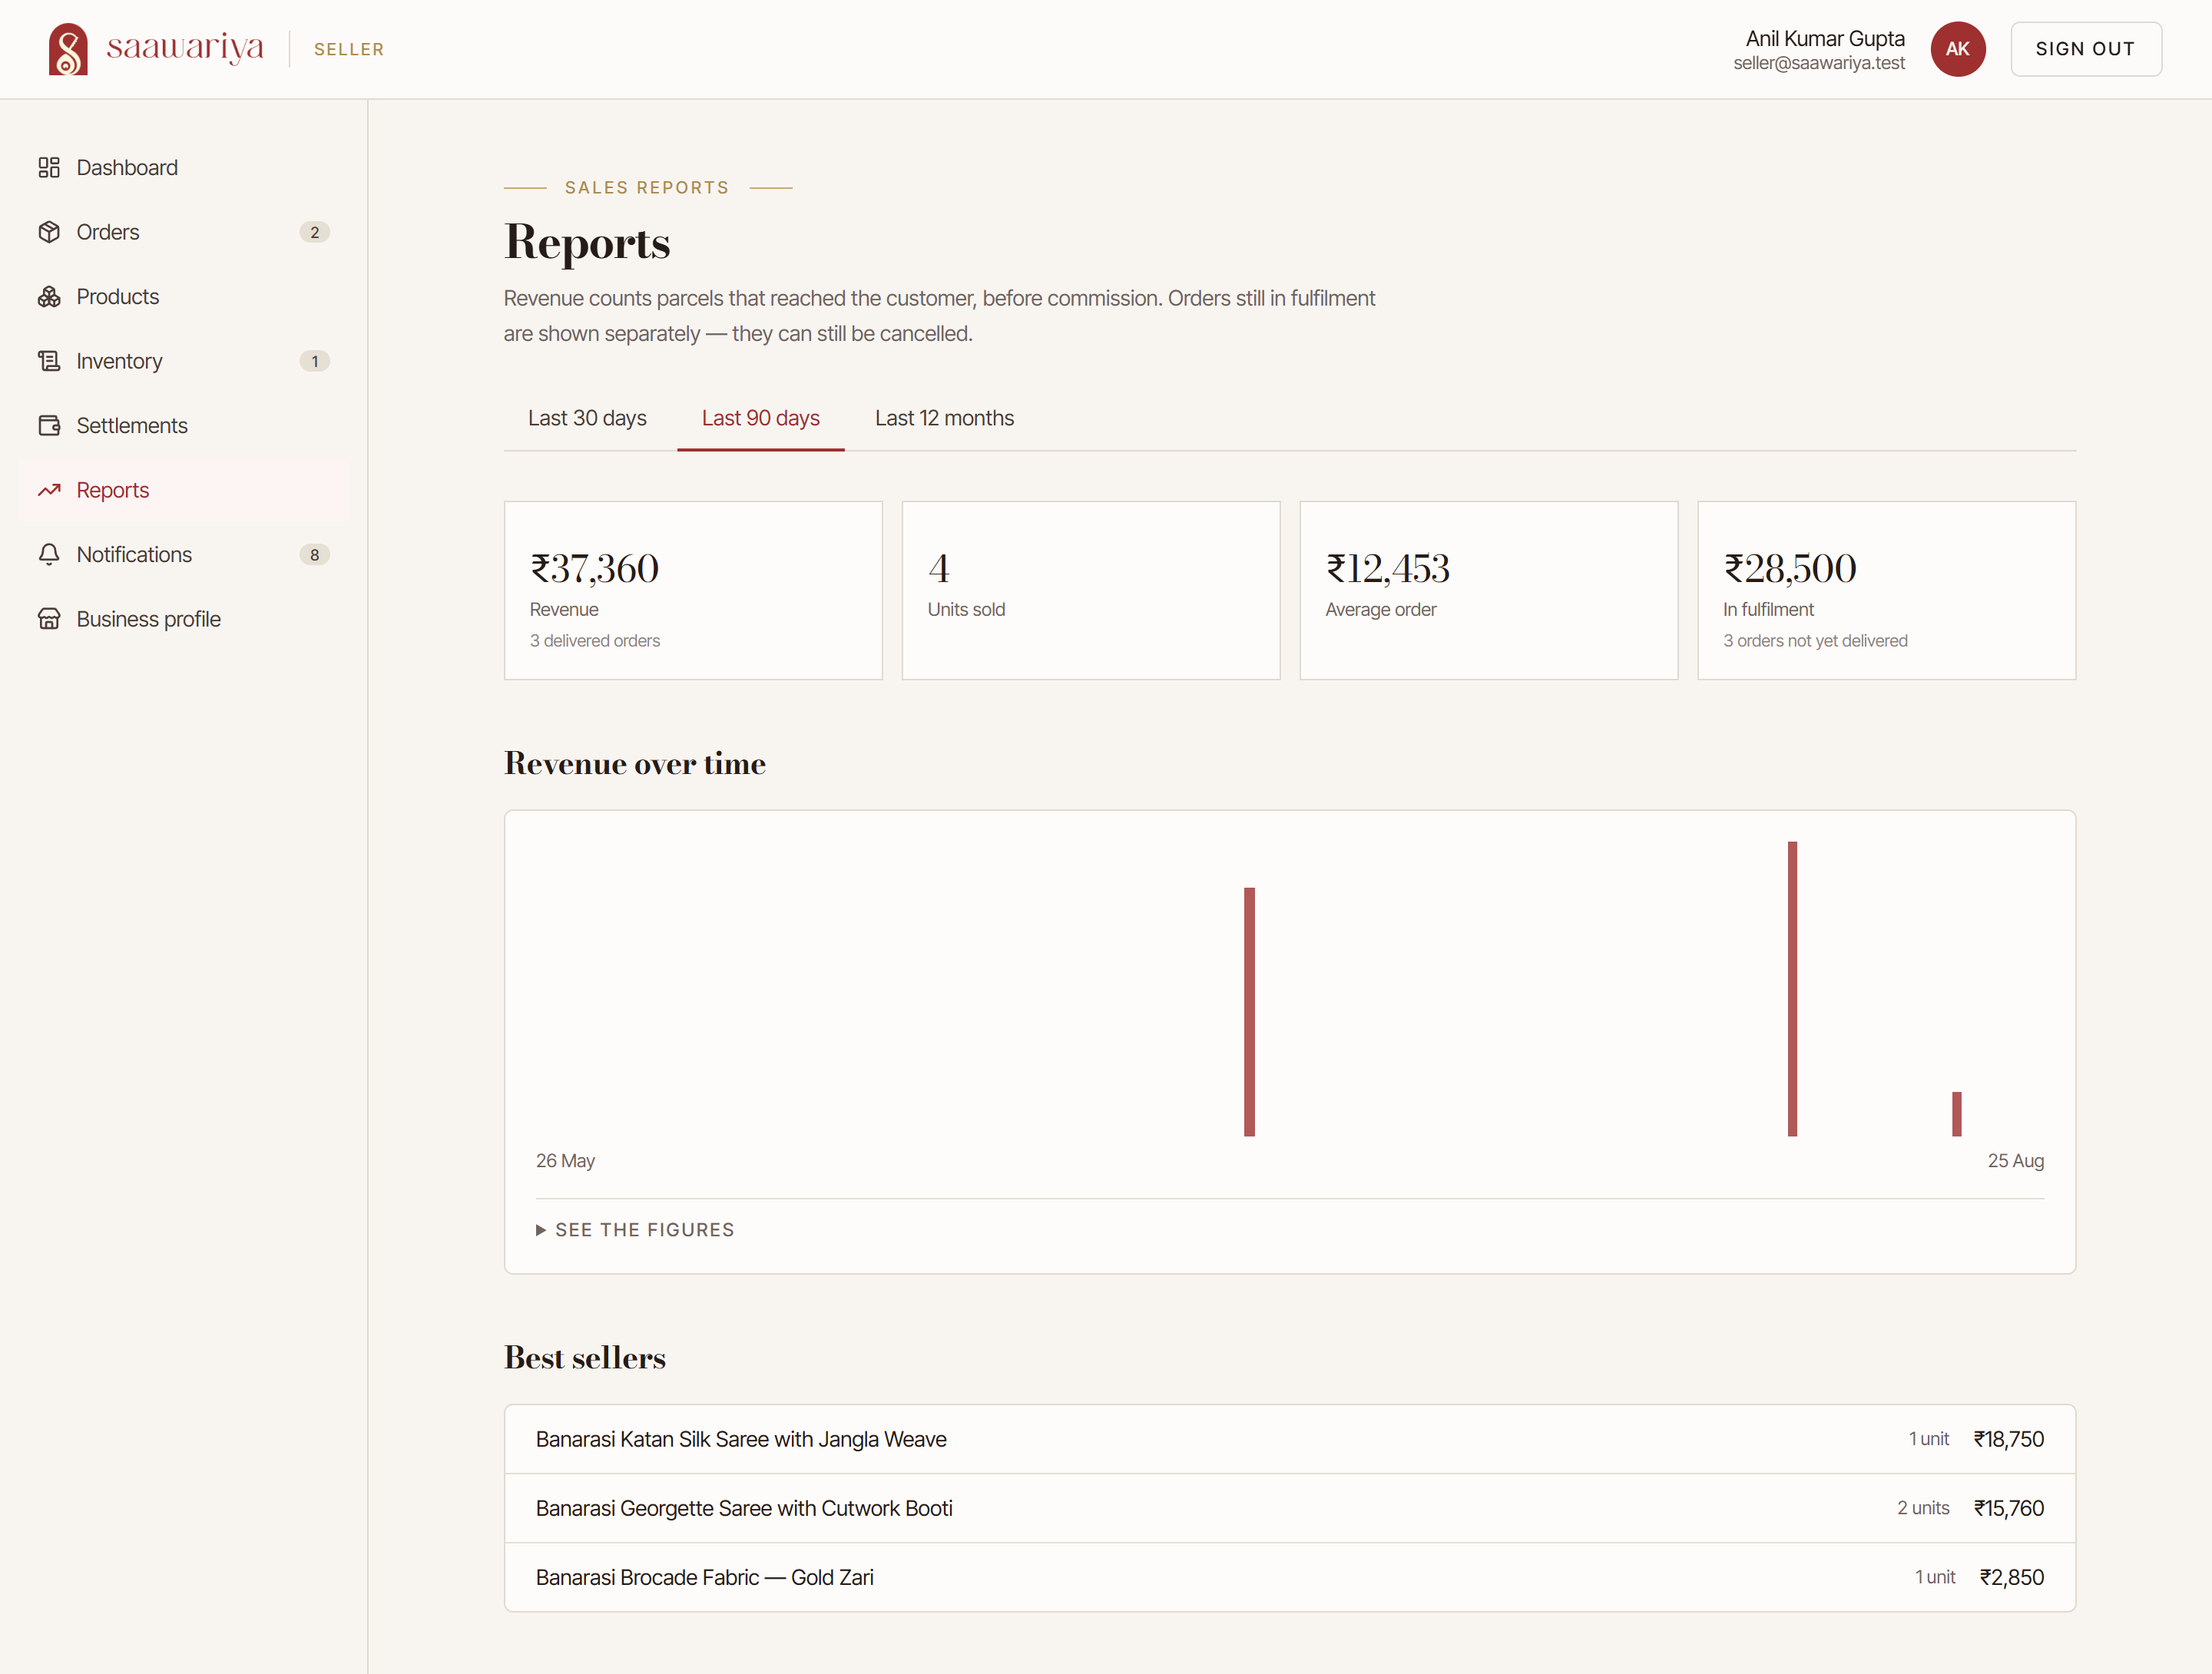 saawariya
SELLER
Anil Kumar Gupta
seller@saawariya.test
AK
SIGN OUT
Dashboard
Orders 2
Products
Inventory 1
Settlements
Reports
Notifications 8
Business profile
SALES REPORTS
Reports
Revenue counts parcels that reached the customer, before commission. Orders still in fulfilment
are shown separately — they can still be cancelled.
Last 30 days Last 90 days Last 12 months
₹37,360
Revenue
3 delivered orders
4
Units sold
₹12,453
Average order
₹28,500
In fulfilment
3 orders not yet delivered
Revenue over time
26 May 25 Aug
SEE THE FIGURES
Best sellers
Banarasi Katan Silk Saree with Jangla Weave 1 unit ₹18,750
Banarasi Georgette Saree with Cutwork Booti 2 units ₹15,760
Banarasi Brocade Fabric — Gold Zari 1 unit ₹2,850